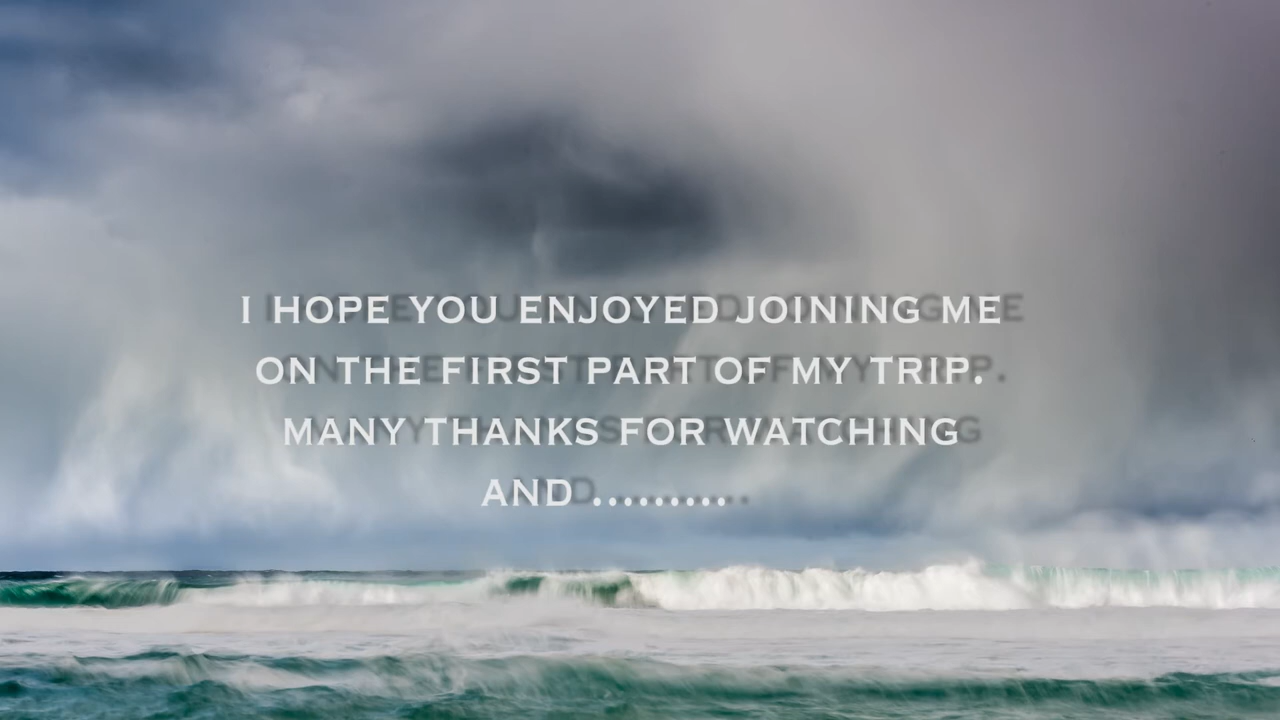 I HOPE YOU ENJOYED JOINING ME
ON THE FIRST PART OF MY TRIP.
MANY THANKS FOR WATCHING
AND .........